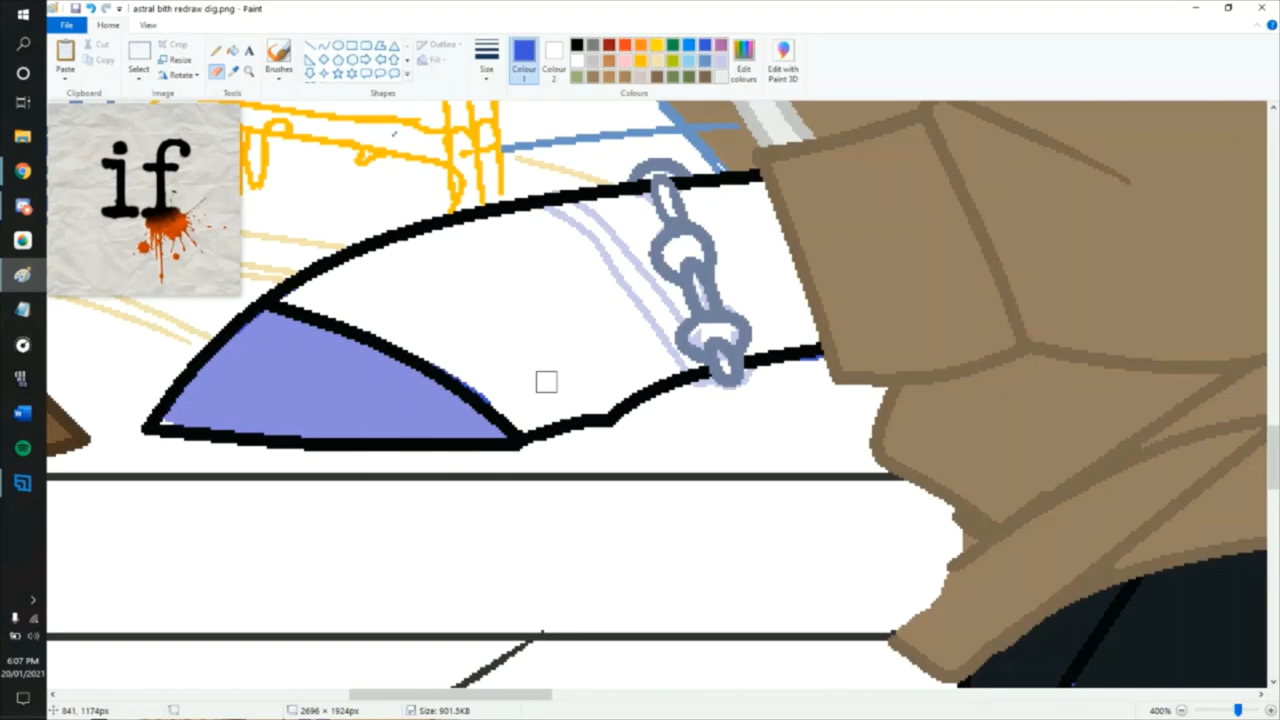 astral bith redraw dig.png - Paint
File
Home
View
Paste
Cut
Copy
Clipboard
Select
Crop
Resize
Rotate
Image
A
Tools
Brushes
Shapes
Outline
Fill
Size
Colour
1
Colour
2
Colours
Edit
colours
Edit with
Paint 3D
if
6:07 PM
20/01/2021
841, 1174px
2696 × 1924px
Size: 901.5KB
400%